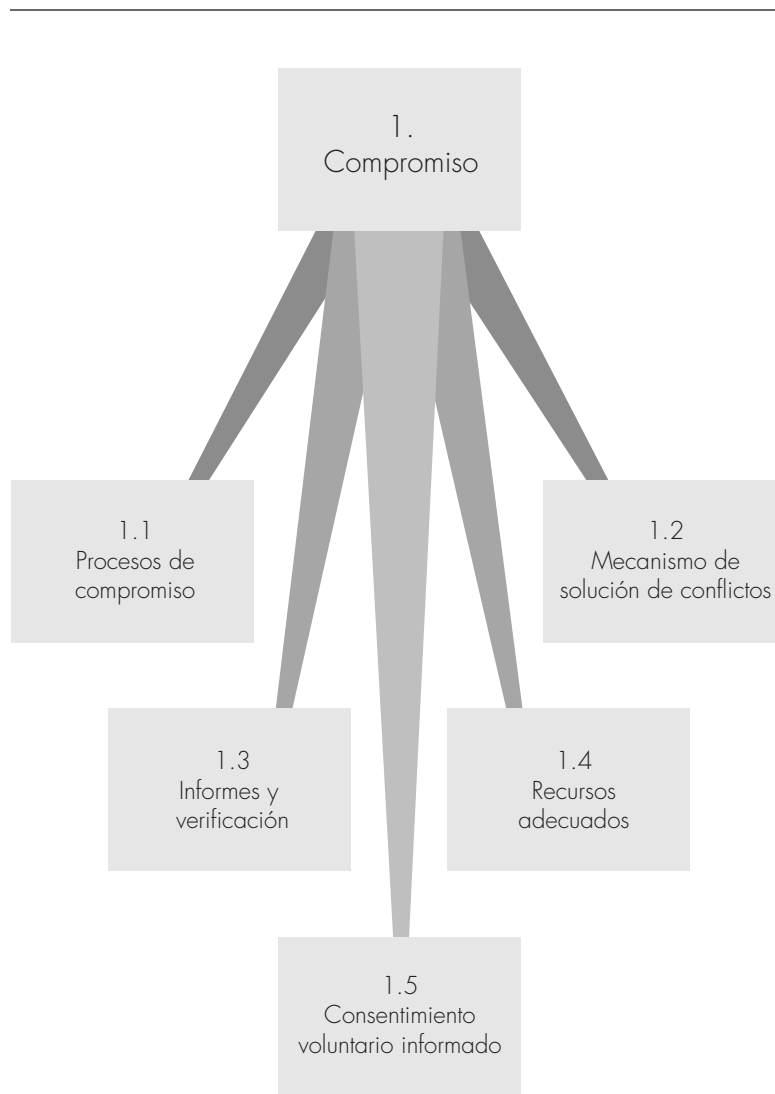 1.
Compromiso
1.1
Procesos de
compromiso
1.2
Mecanismo de
solución de conflictos
1.3
Informes y
verificación
1.4
Recursos
adecuados
1.5
Consentimiento
voluntario informado